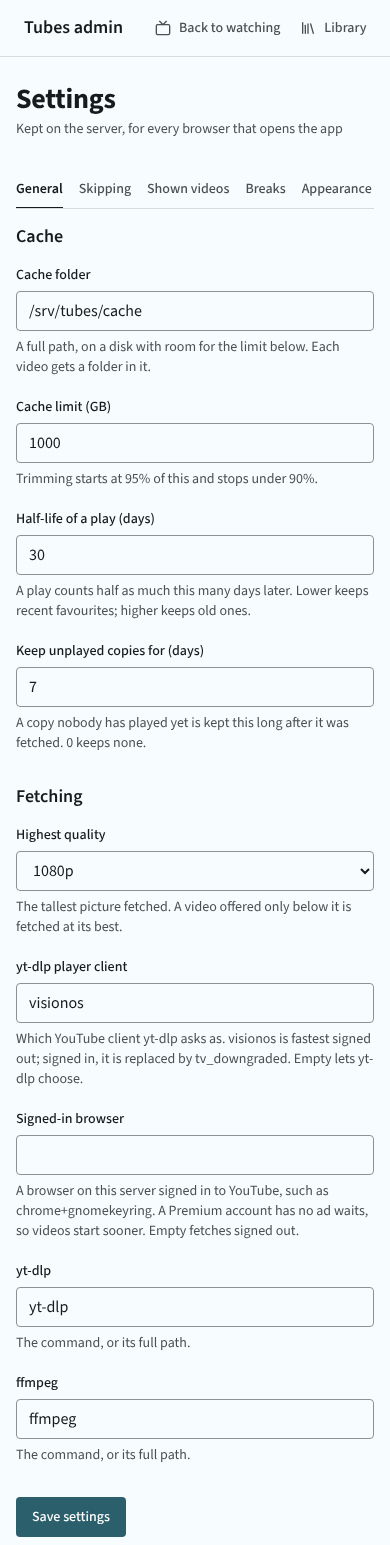 Tubes admin
Back to watching
Library
Settings
Kept on the server, for every browser that opens the app
General
Skipping
Shown videos
Breaks
Appearance
Cache
Cache folder
/srv/tubes/cache
A full path, on a disk with room for the limit below. Each
video gets a folder in it.
Cache limit (GB)
1000
Trimming starts at 95% of this and stops under 90%.
Half-life of a play (days)
30
A play counts half as much this many days later. Lower keeps
recent favourites; higher keeps old ones.
Keep unplayed copies for (days)
7
A copy nobody has played yet is kept this long after it was
fetched. 0 keeps none.
Fetching
Highest quality
1080p
The tallest picture fetched. A video offered only below it is
fetched at its best.
yt-dlp player client
visionos
Which YouTube client yt-dlp asks as. visionos is fastest signed
out; signed in, it is replaced by tv_downgraded. Empty lets yt-
dlp choose.
Signed-in browser
A browser on this server signed in to YouTube, such as
chrome+gnomekeyring. A Premium account has no ad waits,
so videos start sooner. Empty fetches signed out.
yt-dlp
yt-dlp
The command, or its full path.
ffmpeg
ffmpeg
The command, or its full path.
Save settings